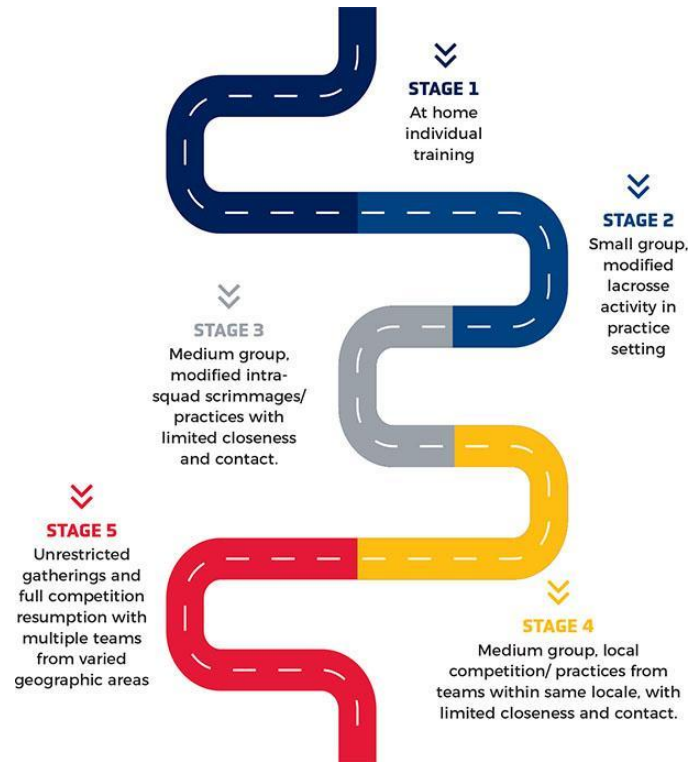 STAGE 1
At home
individual
training
STAGE 2
Small group,
modified
lacrosse
activity in
practice
setting
STAGE 3
Medium group,
modified intra-
squad scrimmages/
practices with
limited closeness
and contact.
STAGE 4
Medium group, local
competition/ practices from
teams within same locale, with
limited closeness and contact.
STAGE 5
Unrestricted
gatherings and
full competition
resumption with
multiple teams
from varied
geographic areas